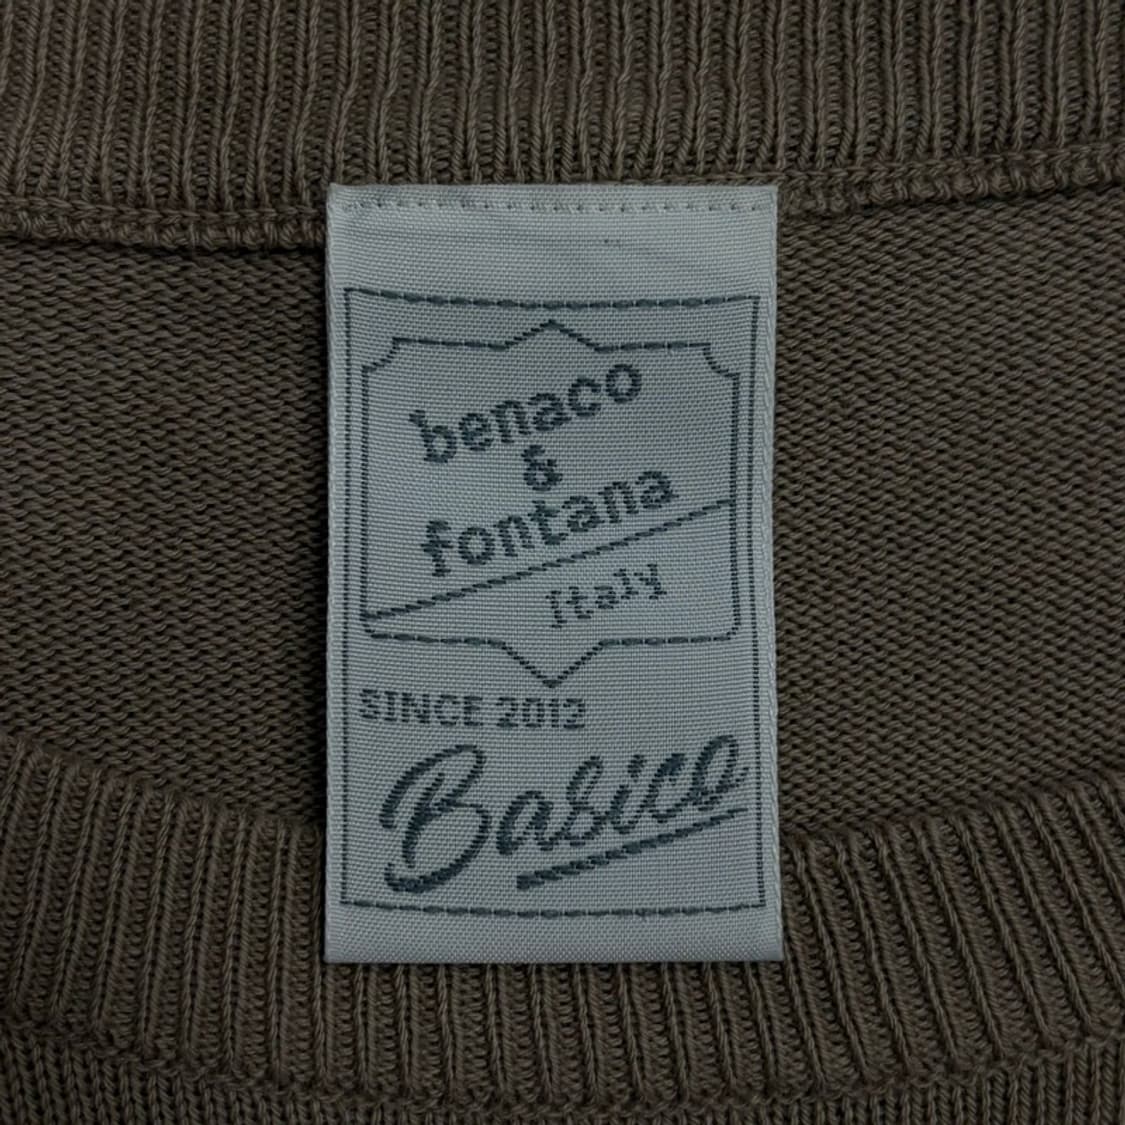 benaco
&
fontana
Italy
SINCE 2012
Basico